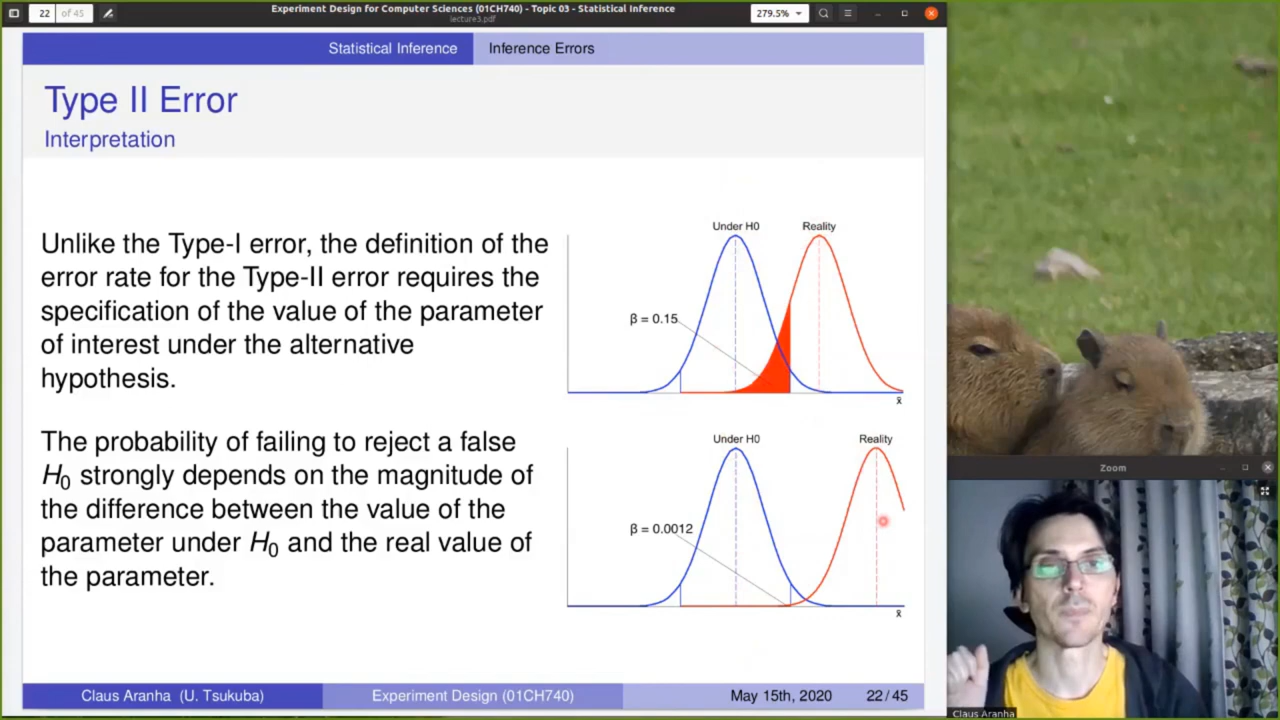 22 of 45
Experiment Design for Computer Sciences (01CH740) - Topic 03 - Statistical Inference
lecture3.pdf
279.5%
Statistical Inference
Inference Errors
Type II Error
Interpretation
Unlike the Type-I error, the definition of the
error rate for the Type-II error requires the
specification of the value of the parameter
of interest under the alternative
hypothesis.
The probability of failing to reject a false
H₀ strongly depends on the magnitude of
the difference between the value of the
parameter under H₀ and the real value of
the parameter.
Under H0
Reality
β = 0.15
x̄
Under H0
Reality
β = 0.0012
x̄
Claus Aranha (U. Tsukuba)
Experiment Design (01CH740)
May 15th, 2020
22 / 45
Zoom
Claus Aranha